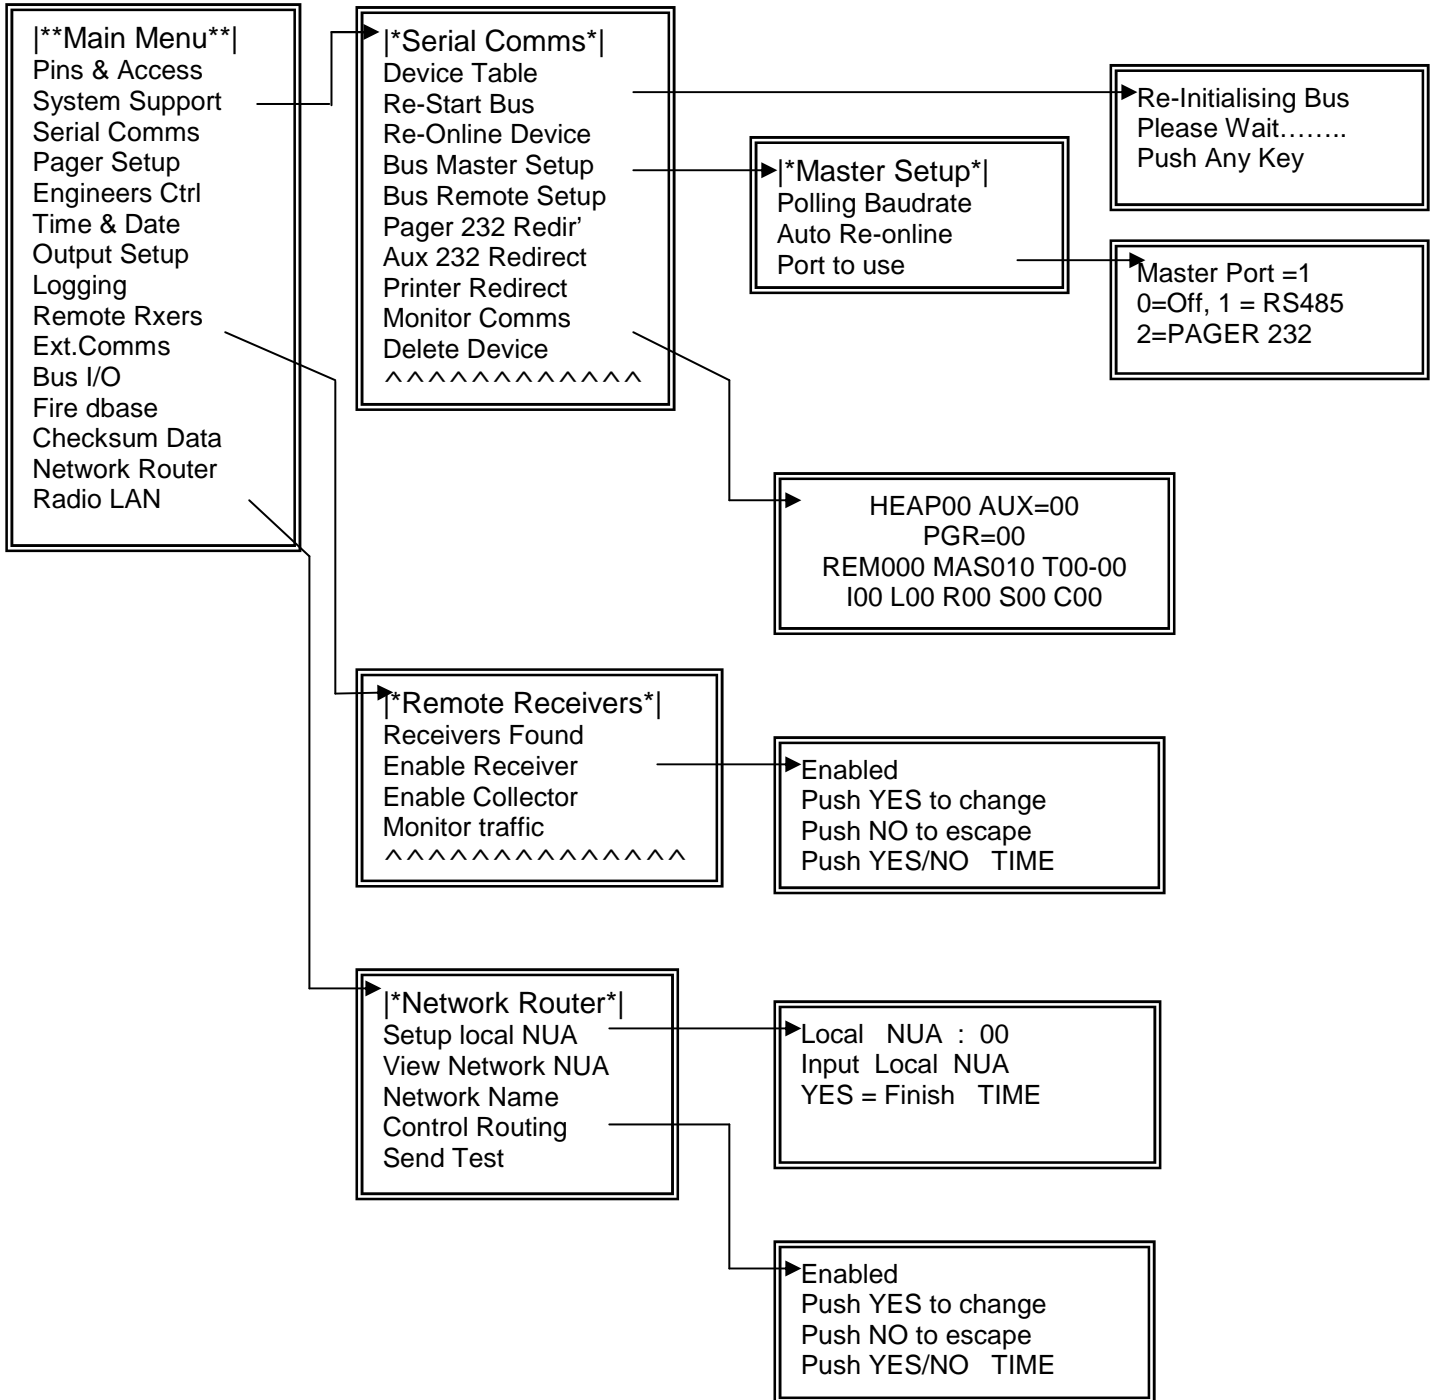 |**Main Menu**|
Pins & Access
System Support
Serial Comms
Pager Setup
Engineers Ctrl
Time & Date
Output Setup
Logging
Remote Rxers
Ext.Comms
Bus I/O
Fire dbase
Checksum Data
Network Router
Radio LAN
|*Serial Comms*|
Device Table
Re-Start Bus
Re-Online Device
Bus Master Setup
Bus Remote Setup
Pager 232 Redir'
Aux 232 Redirect
Printer Redirect
Monitor Comms
Delete Device
^^^^^^^^^^^^
Re-Initialising Bus
Please Wait……..
Push Any Key
|*Master Setup*|
Polling Baudrate
Auto Re-online
Port to use
Master Port =1
0=Off, 1 = RS485
2=PAGER 232
HEAP00 AUX=00
PGR=00
REM000 MAS010 T00-00
I00 L00 R00 S00 C00
|*Remote Receivers*|
Receivers Found
Enable Receiver
Enable Collector
Monitor traffic
^^^^^^^^^^^^^^
Enabled
Push YES to change
Push NO to escape
Push YES/NO TIME
|*Network Router*|
Setup local NUA
View Network NUA
Network Name
Control Routing
Send Test
Local NUA : 00
Input Local NUA
YES = Finish TIME
Enabled
Push YES to change
Push NO to escape
Push YES/NO TIME